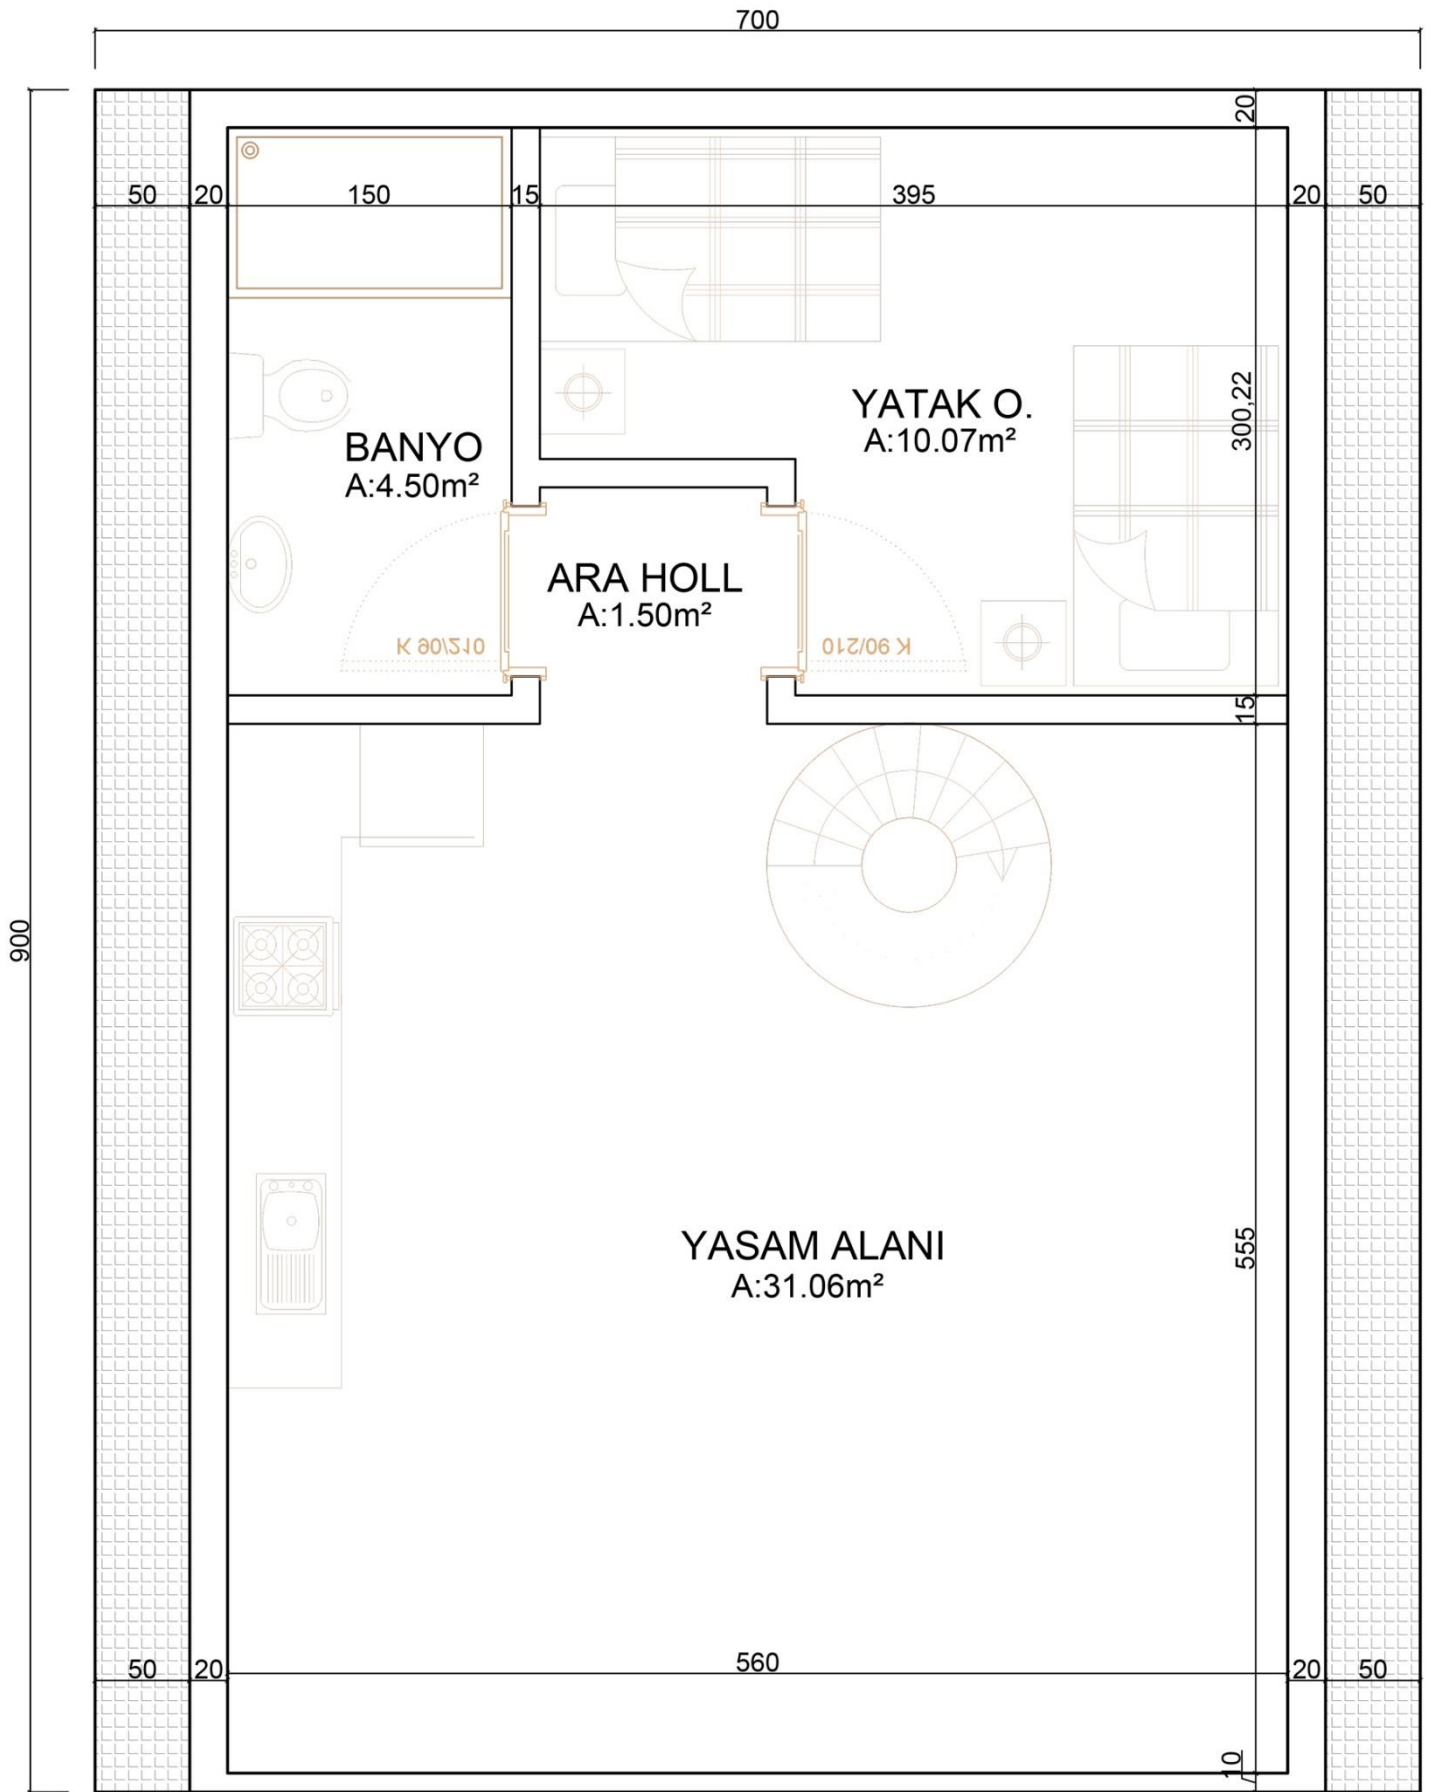 700
20
50 20 150 15 395 20 50
300,22
YATAK O.
A:10.07m²
BANYO
A:4.50m²
ARA HOLL
A:1.50m²
K 90/210
K 90/210
15
900
YASAM ALANI
A:31.06m²
555
50 20 560 20 50
10